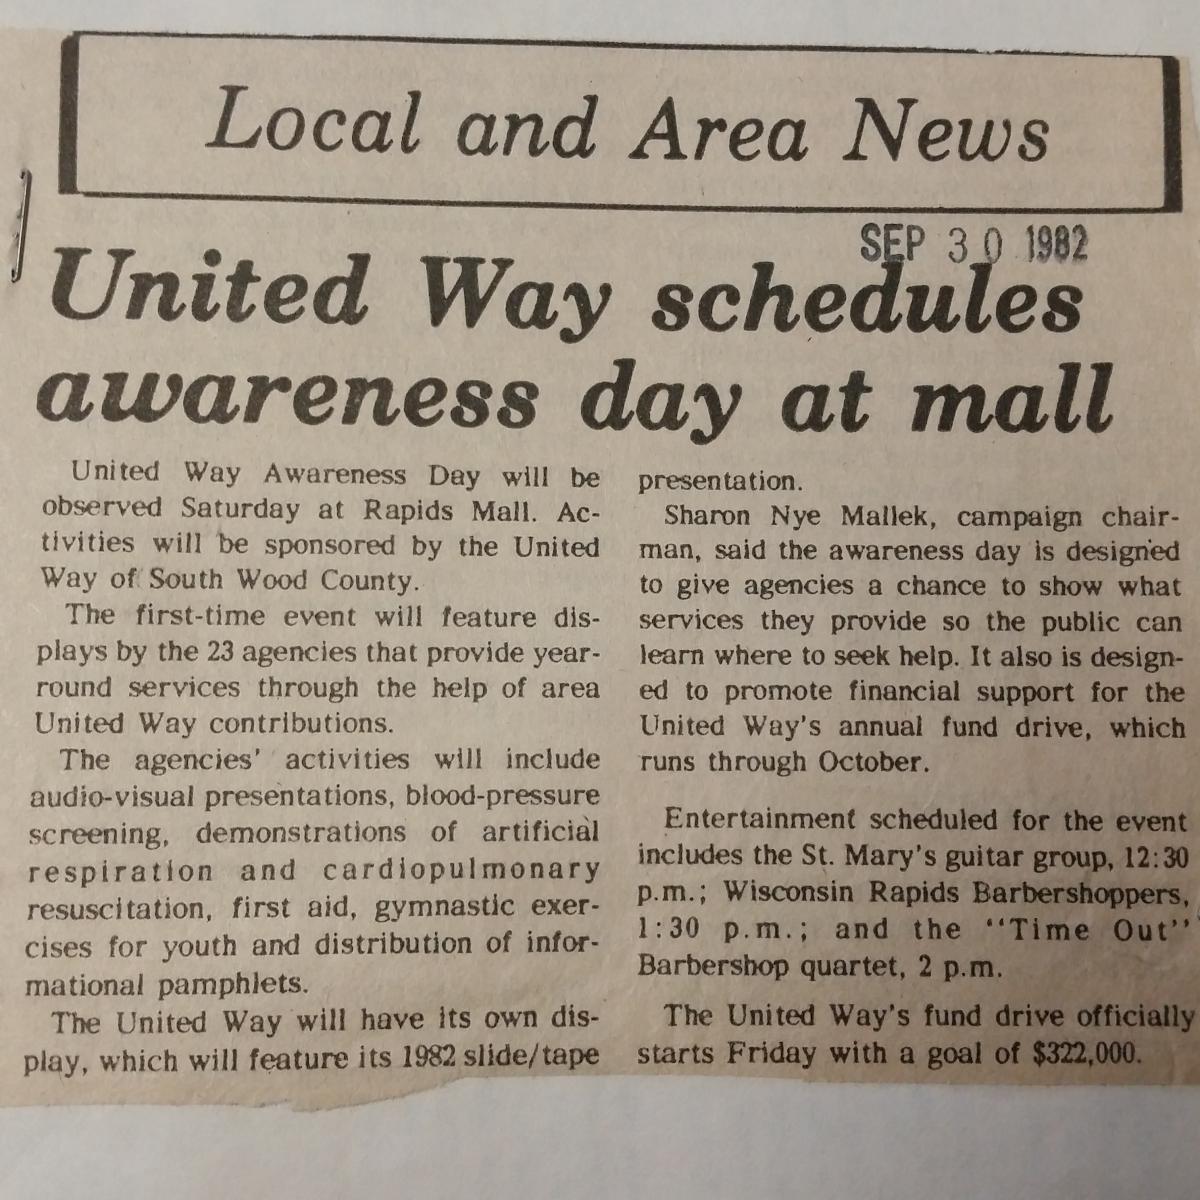 Local and Area News
SEP 30 1982
United Way schedules
awareness day at mall
United Way Awareness Day will be
observed Saturday at Rapids Mall. Ac-
tivities will be sponsored by the United
Way of South Wood County.
The first-time event will feature dis-
plays by the 23 agencies that provide year-
round services through the help of area
United Way contributions.
The agencies' activities will include
audio-visual presentations, blood-pressure
screening, demonstrations of artificial
respiration and cardiopulmonary
resuscitation, first aid, gymnastic exer-
cises for youth and distribution of infor-
mational pamphlets.
The United Way will have its own dis-
play, which will feature its 1982 slide/tape
presentation.
Sharon Nye Mallek, campaign chair-
man, said the awareness day is designed
to give agencies a chance to show what
services they provide so the public can
learn where to seek help. It also is design-
ed to promote financial support for the
United Way's annual fund drive, which
runs through October.
Entertainment scheduled for the event
includes the St. Mary's guitar group, 12:30
p.m.; Wisconsin Rapids Barbershoppers,
1:30 p.m.; and the "Time Out"
Barbershop quartet, 2 p.m.
The United Way's fund drive officially
starts Friday with a goal of $322,000.